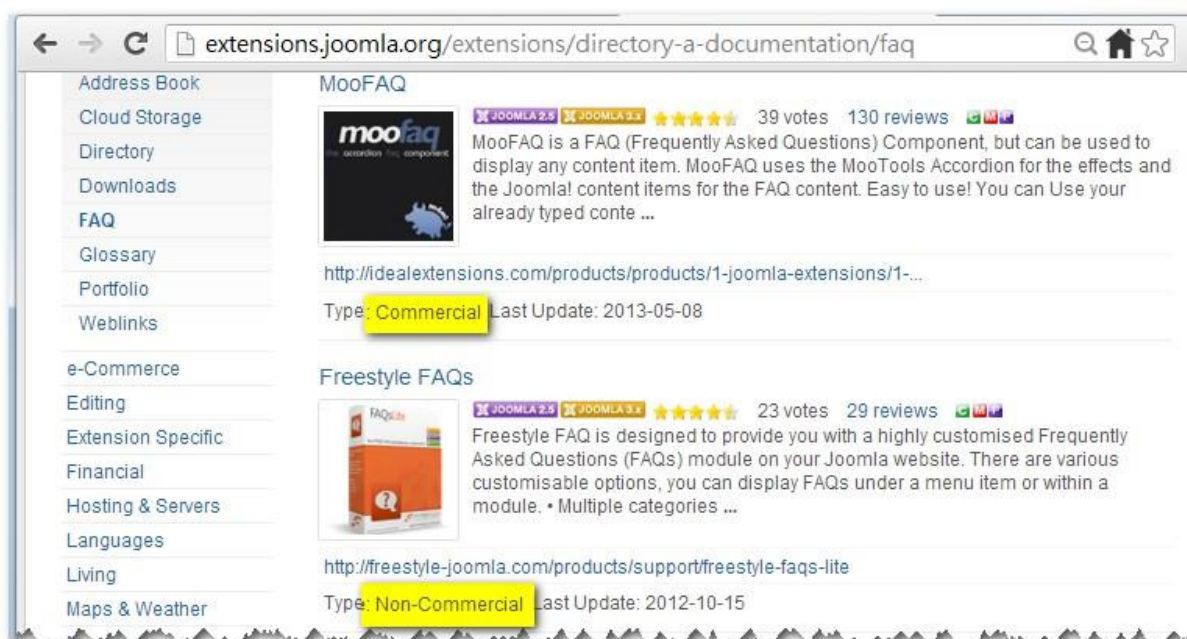 extensions.joomla.org/extensions/directory-a-documentation/faq
Address Book
Cloud Storage
Directory
Downloads
FAQ
Glossary
Portfolio
Weblinks
e-Commerce
Editing
Extension Specific
Financial
Hosting & Servers
Languages
Living
Maps & Weather
MooFAQ
moofaq
the accordion faq component
JOOMLA 2.5 JOOMLA 3.x 39 votes 130 reviews C M P
MooFAQ is a FAQ (Frequently Asked Questions) Component, but can be used to
display any content item. MooFAQ uses the MooTools Accordion for the effects and
the Joomla! content items for the FAQ content. Easy to use! You can Use your
already typed conte ...
http://idealextensions.com/products/products/1-joomla-extensions/1-...
Type: Commercial Last Update: 2013-05-08
Freestyle FAQs
FAQsLite
JOOMLA 2.5 JOOMLA 3.x 23 votes 29 reviews C M P
Freestyle FAQ is designed to provide you with a highly customised Frequently
Asked Questions (FAQs) module on your Joomla website. There are various
customisable options, you can display FAQs under a menu item or within a
module. • Multiple categories ...
http://freestyle-joomla.com/products/support/freestyle-faqs-lite
Type: Non-Commercial Last Update: 2012-10-15